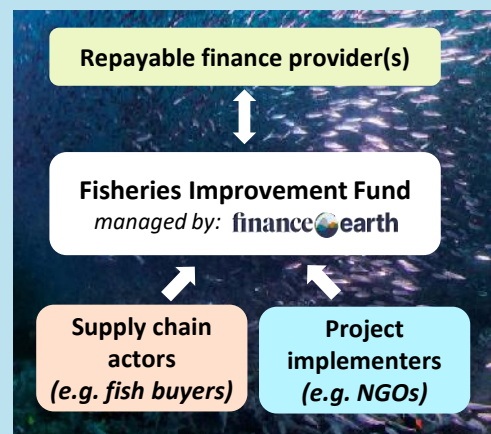 Repayable finance provider(s)
Fisheries Improvement Fund
managed by: finance earth
Supply chain
actors
(e.g. fish buyers)
Project
implementers
(e.g. NGOs)